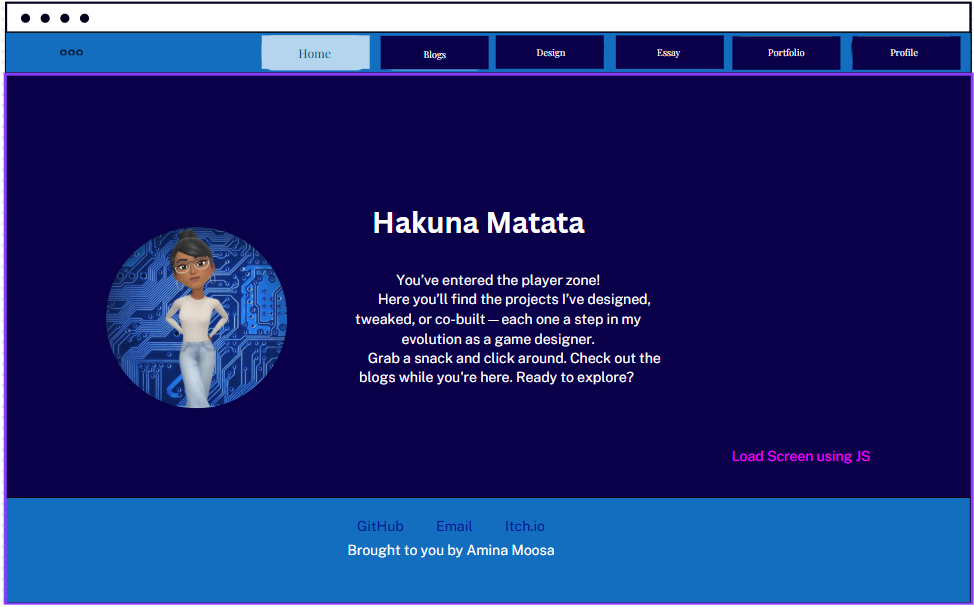 Home
Blogs
Design
Essay
Portfolio
Profile
Hakuna Matata
You’ve entered the player zone!
Here you’ll find the projects I’ve designed,
tweaked, or co-built — each one a step in my
evolution as a game designer.
Grab a snack and click around. Check out the
blogs while you're here. Ready to explore?
Load Screen using JS
GitHub Email Itch.io
Brought to you by Amina Moosa